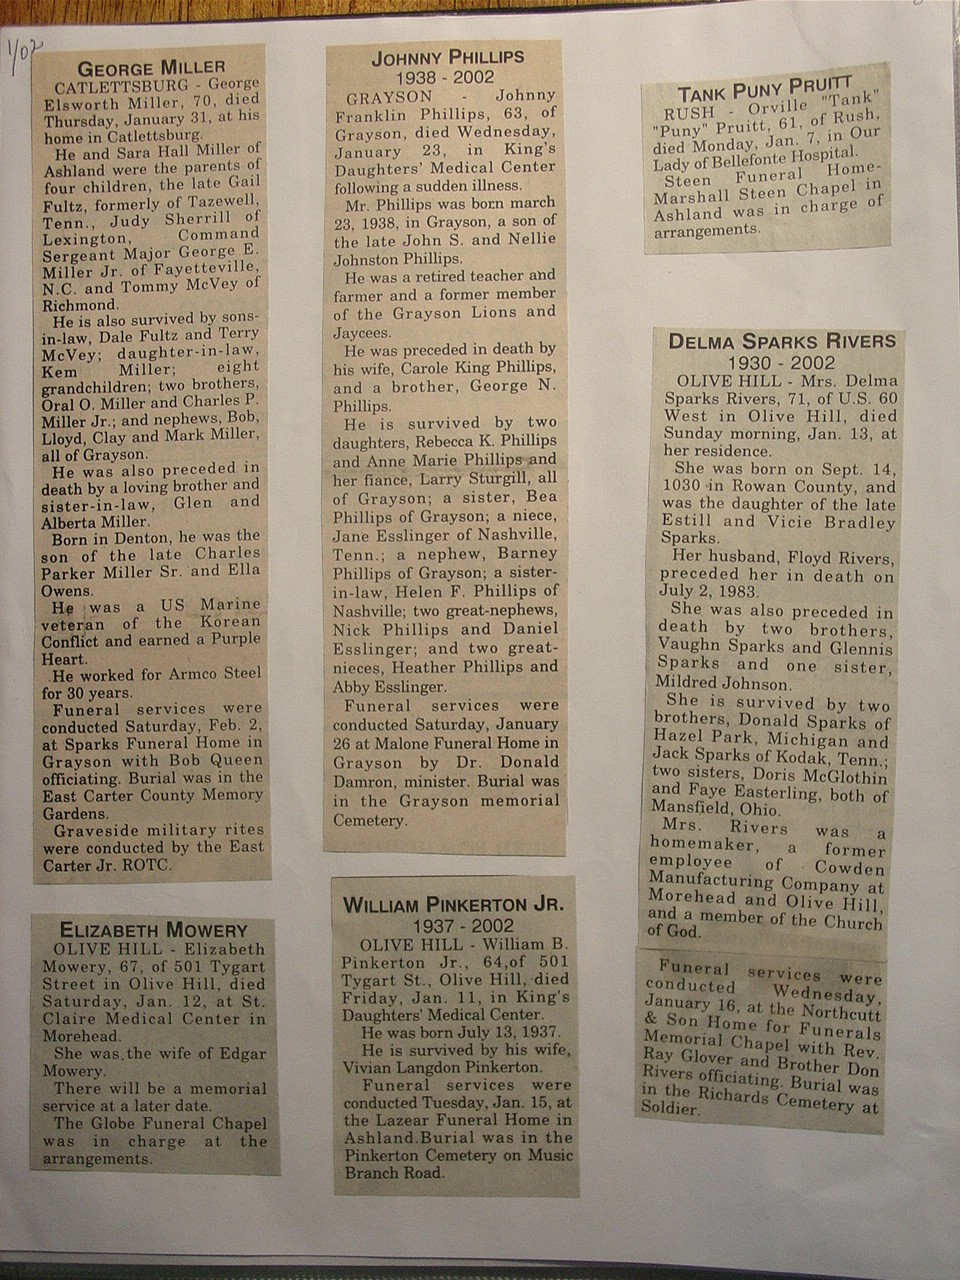 1/02
GEORGE MILLER
CATLETTSBURG - George
Elsworth Miller, 70, died
Thursday, January 31, at his
home in Catlettsburg.
He and Sara Hall Miller of
Ashland were the parents of
four children, the late Gail
Fultz, formerly of Tazewell,
Tenn., Judy Sherrill of
Lexington, Command
Sergeant Major George E.
Miller Jr. of Fayetteville,
N.C. and Tommy McVey of
Richmond.
He is also survived by sons-
in-law, Dale Fultz and Terry
McVey; daughter-in-law,
Kem Miller; eight
grandchildren; two brothers,
Oral O. Miller and Charles P.
Miller Jr.; and nephews, Bob,
Lloyd, Clay and Mark Miller,
all of Grayson.
He was also preceded in
death by a loving brother and
sister-in-law, Glen and
Alberta Miller.
Born in Denton, he was the
son of the late Charles
Parker Miller Sr. and Ella
Owens.
He was a US Marine
veteran of the Korean
Conflict and earned a Purple
Heart.
He worked for Armco Steel
for 30 years.
Funeral services were
conducted Saturday, Feb. 2,
at Sparks Funeral Home in
Grayson with Bob Queen
officiating. Burial was in the
East Carter County Memory
Gardens.
Graveside military rites
were conducted by the East
Carter Jr. ROTC.
ELIZABETH MOWERY
OLIVE HILL - Elizabeth
Mowery, 67, of 501 Tygart
Street in Olive Hill, died
Saturday, Jan. 12, at St.
Claire Medical Center in
Morehead.
She was the wife of Edgar
Mowery.
There will be a memorial
service at a later date.
The Globe Funeral Chapel
was in charge at the
arrangements.
JOHNNY PHILLIPS
1938 - 2002
GRAYSON - Johnny
Franklin Phillips, 63, of
Grayson, died Wednesday,
January 23, in King's
Daughters' Medical Center
following a sudden illness.
Mr. Phillips was born march
23, 1938, in Grayson, a son of
the late John S. and Nellie
Johnston Phillips.
He was a retired teacher and
farmer and a former member
of the Grayson Lions and
Jaycees.
He was preceded in death by
his wife, Carole King Phillips,
and a brother, George N.
Phillips.
He is survived by two
daughters, Rebecca K. Phillips
and Anne Marie Phillips and
her fiance, Larry Sturgill, all
of Grayson; a sister, Bea
Phillips of Grayson; a niece,
Jane Esslinger of Nashville,
Tenn.; a nephew, Barney
Phillips of Grayson; a sister-
in-law, Helen F. Phillips of
Nashville; two great-nephews,
Nick Phillips and Daniel
Esslinger; and two great-
nieces, Heather Phillips and
Abby Esslinger.
Funeral services were
conducted Saturday, January
26 at Malone Funeral Home in
Grayson by Dr. Donald
Damron, minister. Burial was
in the Grayson memorial
Cemetery.
WILLIAM PINKERTON JR.
1937 - 2002
OLIVE HILL - William B.
Pinkerton Jr., 64,of 501
Tygart St., Olive Hill, died
Friday, Jan. 11, in King's
Daughters' Medical Center.
He was born July 13, 1937.
He is survived by his wife,
Vivian Langdon Pinkerton.
Funeral services were
conducted Tuesday, Jan. 15, at
the Lazear Funeral Home in
Ashland.Burial was in the
Pinkerton Cemetery on Music
Branch Road.
TANK PUNY PRUITT
RUSH - Orville "Tank"
"Puny" Pruitt, 61, of Rush,
died Monday, Jan. 7, in Our
Lady of Bellefonte Hospital.
Steen Funeral Home-
Marshall Steen Chapel in
Ashland was in charge of
arrangements.
DELMA SPARKS RIVERS
1930 - 2002
OLIVE HILL - Mrs. Delma
Sparks Rivers, 71, of U.S. 60
West in Olive Hill, died
Sunday morning, Jan. 13, at
her residence.
She was born on Sept. 14,
1030 in Rowan County, and
was the daughter of the late
Estill and Vicie Bradley
Sparks.
Her husband, Floyd Rivers,
preceded her in death on
July 2, 1983.
She was also preceded in
death by two brothers,
Vaughn Sparks and Glennis
Sparks and one sister,
Mildred Johnson.
She is survived by two
brothers, Donald Sparks of
Hazel Park, Michigan and
Jack Sparks of Kodak, Tenn.;
two sisters, Doris McGlothin
and Faye Easterling, both of
Mansfield, Ohio.
Mrs. Rivers was a
homemaker, a former
employee of Cowden
Manufacturing Company at
Morehead and Olive Hill,
and a member of the Church
of God.
Funeral services were
conducted Wednesday,
January 16, at the Northcutt
& Son Home for Funerals
Memorial Chapel with Rev.
Ray Glover and Brother Don
Rivers officiating. Burial was
in the Richards Cemetery at
Soldier.